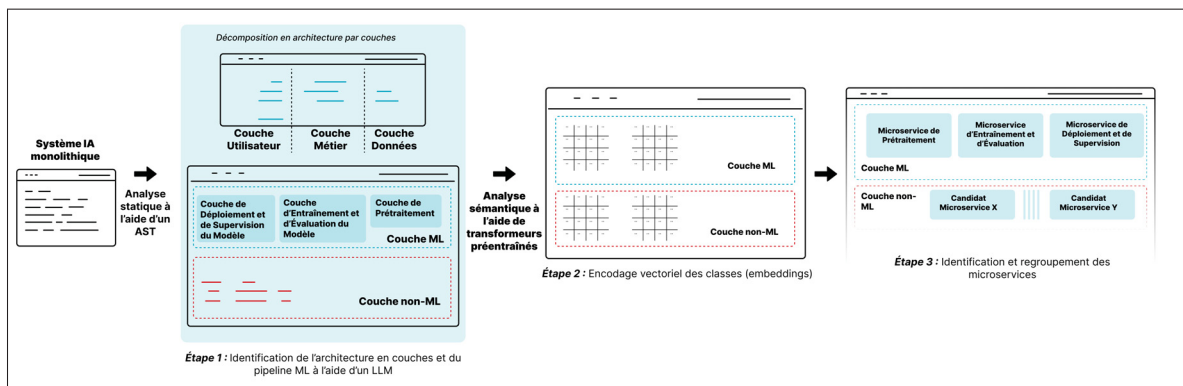 Système IA
monolithique
Analyse
statique à
l'aide d'un
AST
Décomposition en architecture par couches
Couche
Utilisateur
Couche
Métier
Couche
Données
Couche de
Déploiement et
de Supervision
du Modèle
Couche
d'Entraînement et
d'Évaluation du
Modèle
Couche de
Prétraitement
Couche ML
Couche non-ML
Étape 1 : Identification de l'architecture en couches et du
pipeline ML à l'aide d'un LLM
Analyse
sémantique à
l'aide de
transformeurs
préentraînés
Couche ML
Couche non-ML
Étape 2 : Encodage vectoriel des classes (embeddings)
Microservice de
Prétraitement
Microservice
d'Entraînement et
d'Évaluation
Microservice de
Déploiement et de
Supervision
Couche ML
Couche non-
ML
Candidat
Microservice X
Candidat
Microservice Y
Étape 3 : Identification et regroupement des
microservices